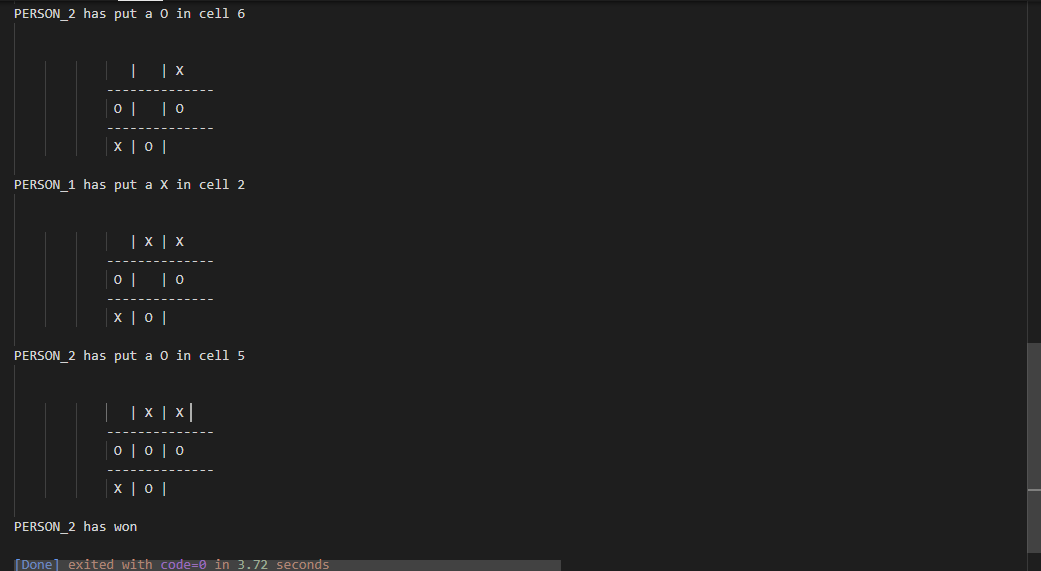 PERSON_2 has put a O in cell 6
  |   | X
--------------
O |   | O
--------------
X | O |
PERSON_1 has put a X in cell 2
  | X | X
--------------
O |   | O
--------------
X | O |
PERSON_2 has put a O in cell 5
  | X | X
--------------
O | O | O
--------------
X | O |
PERSON_2 has won
[Done] exited with code=0 in 3.72 seconds